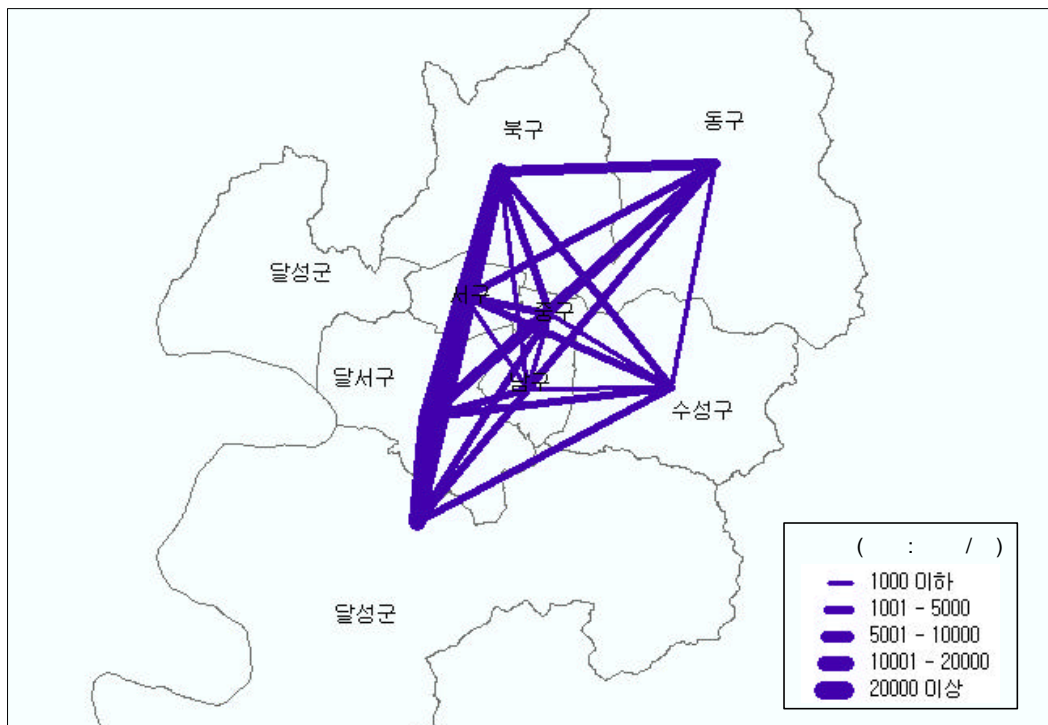 북구
동구
달성군
서구
중구
달서구
남구
수성구
달성군
( : / )
1000 이하
1001 - 5000
5001 - 10000
10001 - 20000
20000 이상